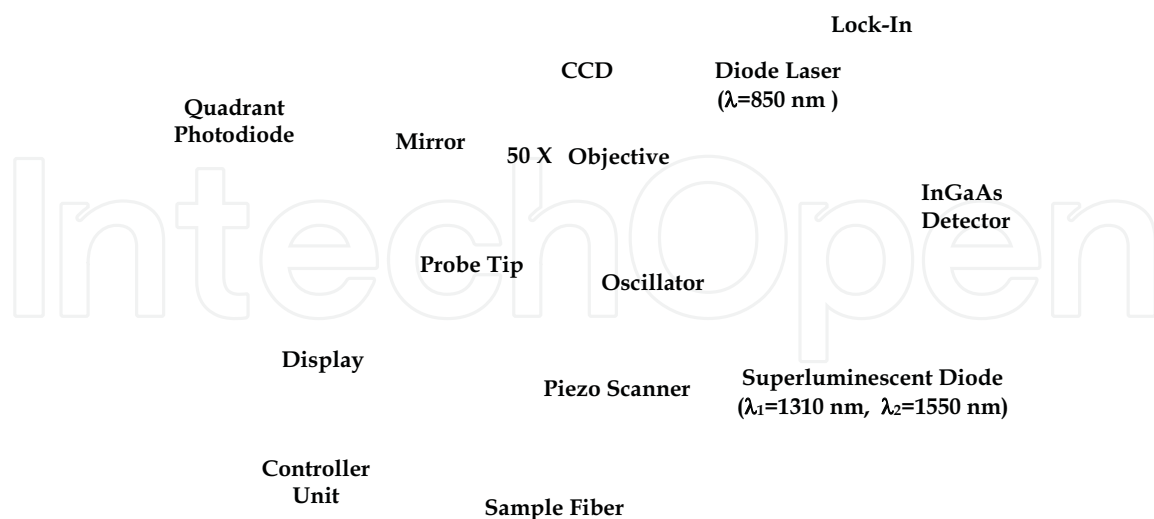 Lock-In
CCD
Diode Laser
(λ=850 nm )
Quadrant
Photodiode
Mirror
50 X Objective
InGaAs
Detector
Probe Tip
Oscillator
Display
Piezo Scanner
Superluminescent Diode
(λ₁=1310 nm, λ₂=1550 nm)
Controller
Unit
Sample Fiber
IntechOpen